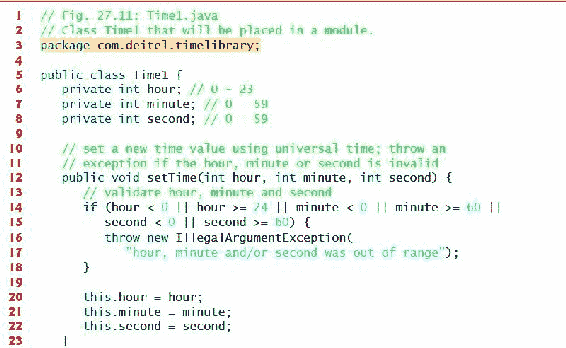 1 // Fig. 27.11: Time1.java
2 // Class Time1 that will be placed in a module.
3 package com.deitel.timelibrary;
4
5 public class Time1 {
6 private int hour; // 0 - 23
7 private int minute; // 0 - 59
8 private int second; // 0 - 59
9
10 // set a new time value using universal time; throw an
11 // exception if the hour, minute or second is invalid
12 public void setTime(int hour, int minute, int second) {
13 // validate hour, minute and second
14 if (hour < 0 || hour >= 24 || minute < 0 || minute >= 60 ||
15 second < 0 || second >= 60) {
16 throw new IllegalArgumentException(
17 "hour, minute and/or second was out of range");
18 }
19
20 this.hour = hour;
21 this.minute = minute;
22 this.second = second;
23 }